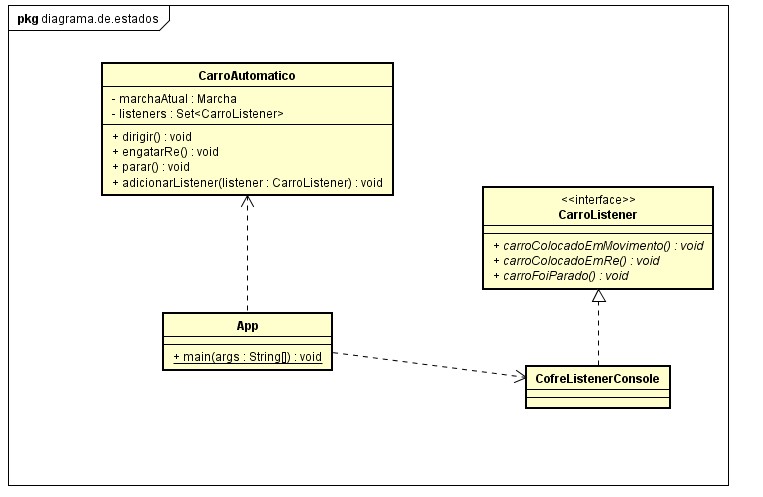 pkg diagrama.de.estados
CarroAutomatico
- marchaAtual : Marcha
- listeners : Set<CarroListener>
+ dirigir() : void
+ engatarRe() : void
+ parar() : void
+ adicionarListener(listener : CarroListener) : void
<<interface>>
CarroListener
+ carroColocadoEmMovimento() : void
+ carroColocadoEmRe() : void
+ carroFoiParado() : void
App
+ main(args : String[]) : void
CofreListenerConsole